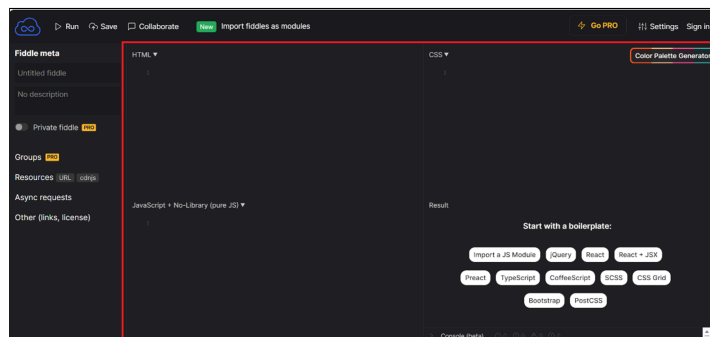 Run Save Collaborate New Import fiddles as modules Go PRO Settings Sign in
Fiddle meta
Untitled fiddle
No description
Private fiddle PRO
Groups PRO
Resources URL cdnjs
Async requests
Other (links, license)
HTML ▼
1
CSS ▼
1
Color Palette Generator
JavaScript + No-Library (pure JS) ▼
1
Result
Start with a boilerplate:
Import a JS Module jQuery React React + JSX
Preact TypeScript CoffeeScript SCSS CSS Grid
Bootstrap PostCSS
Console (beta)